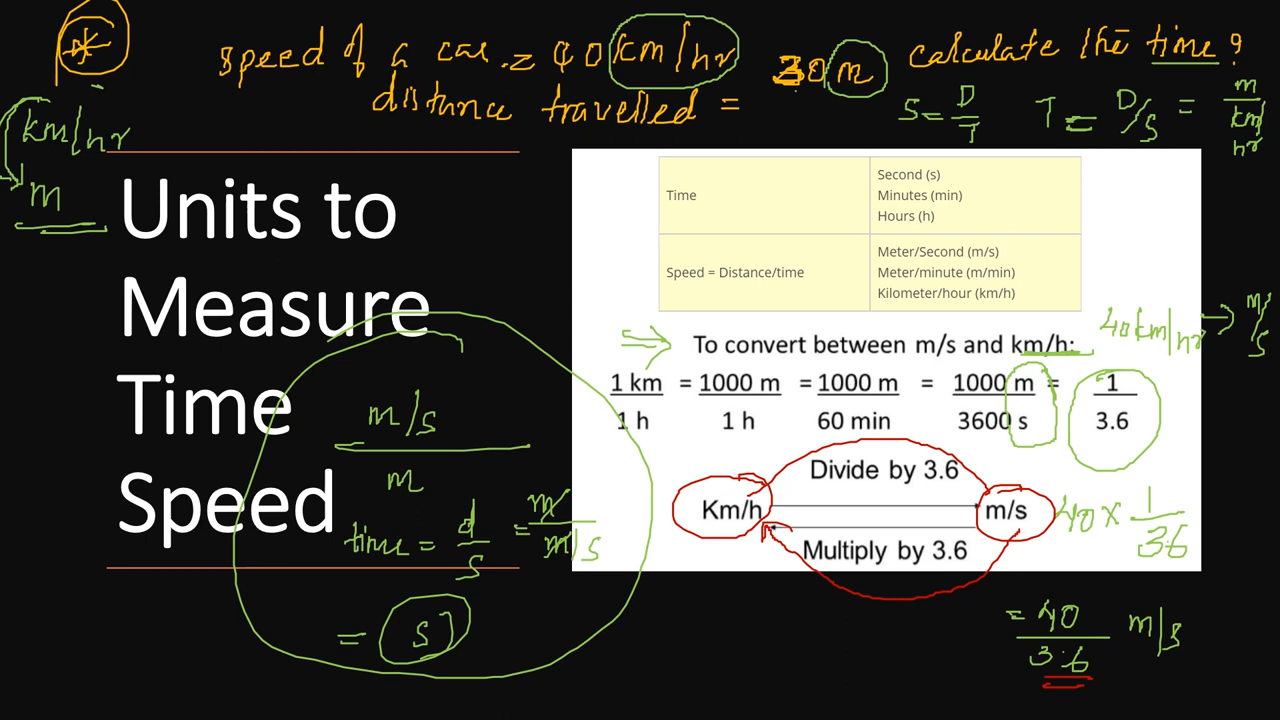 speed of a car = 40 km/hr
distance travelled = 30 m
calculate the time?
S = D/T
T = D/S = m / km/hr
km/hr
m
Units to
Measure
Time
Speed
Time
Second (s)
Minutes (min)
Hours (h)
Speed = Distance/time
Meter/Second (m/s)
Meter/minute (m/min)
Kilometer/hour (km/h)
40 km/hr → m/s
To convert between m/s and km/h:
1 km = 1000 m = 1000 m = 1000 m = 1
1 h 1 h 60 min 3600 s 3.6
Divide by 3.6
Km/h m/s
Multiply by 3.6
40 × 1/3.6
= 40/3.6 m/s
m/s
m
time = d/s = m / m/s
= s